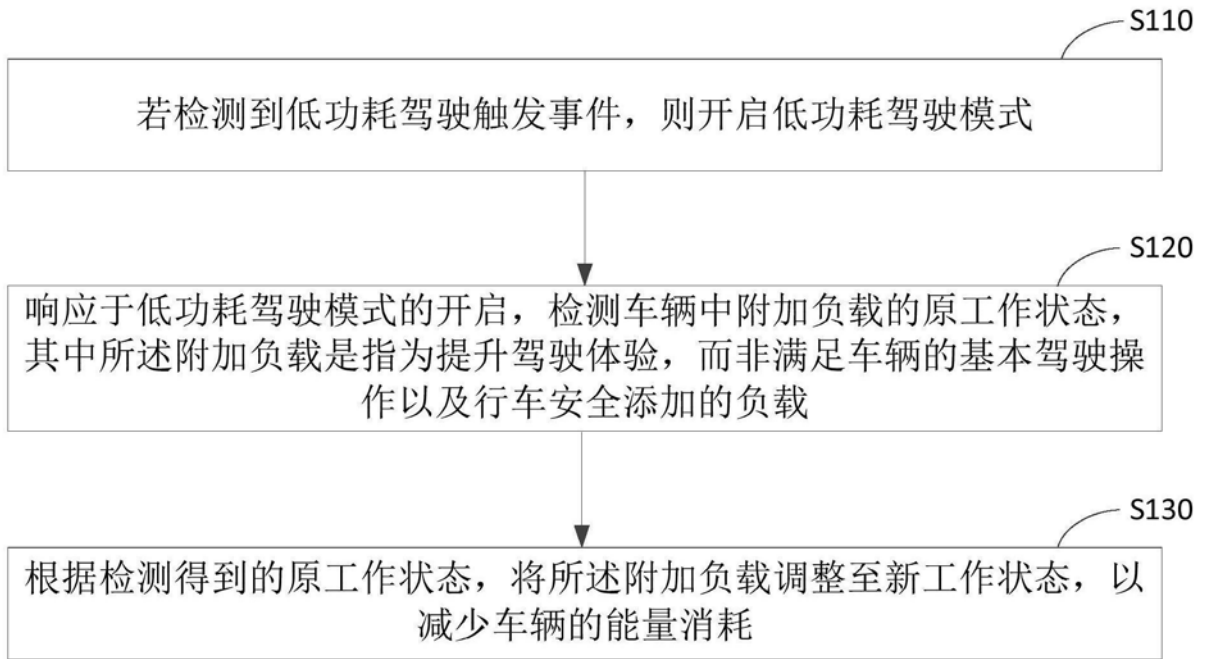 S110
若检测到低功耗驾驶触发事件，则开启低功耗驾驶模式
S120
响应于低功耗驾驶模式的开启，检测车辆中附加负载的原工作状态，
其中所述附加负载是指为提升驾驶体验，而非满足车辆的基本驾驶操
作以及行车安全添加的负载
S130
根据检测得到的原工作状态，将所述附加负载调整至新工作状态，以
减少车辆的能量消耗